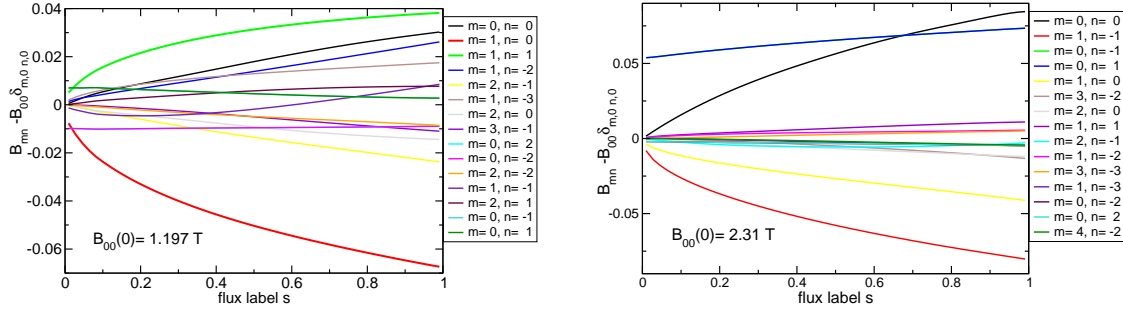 0.04
0.02
0
-0.02
-0.04
-0.06
B_mn -B_00 δ_m,0 n,0
B_00(0)= 1.197 T
0 0.2 0.4 0.6 0.8 1
flux label s
m= 0, n= 0
m= 1, n= 0
m= 1, n= 1
m= 1, n= -2
m= 2, n= -1
m= 1, n= -3
m= 2, n= 0
m= 3, n= -1
m= 0, n= 2
m= 2, n= -2
m= 1, n= -1
m= 2, n= 1
m= 0, n= -1
m= 0, n= 1
0.05
0
-0.05
B_mn -B_00 δ_m,0 n,0
B_00(0)= 2.31 T
0 0.2 0.4 0.6 0.8 1
flux label s
m= 0, n= 0
m= 1, n= -1
m= 0, n= -1
m= 0, n= 1
m= 1, n= 0
m= 3, n= -2
m= 2, n= 0
m= 1, n= 1
m= 2, n= -1
m= 1, n= -2
m= 3, n= -3
m= 1, n= -3
m= 0, n= -2
m= 0, n= 2
m= 4, n= -2